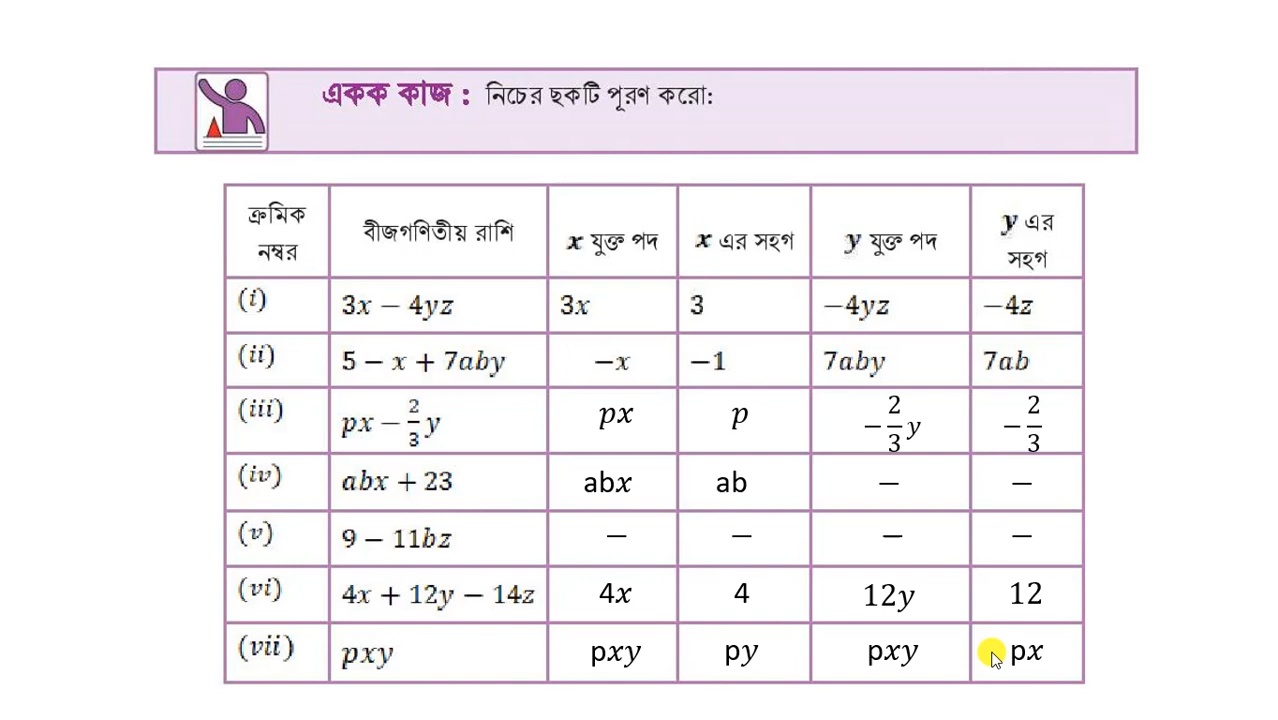 একক কাজ : নিচের ছকটি পূরণ করো:
ক্রমিক নম্বর | বীজগণিতীয় রাশি | x যুক্ত পদ | x এর সহগ | y যুক্ত পদ | y এর সহগ
(i) | 3x − 4yz | 3x | 3 | −4yz | −4z
(ii) | 5 − x + 7aby | −x | −1 | 7aby | 7ab
(iii) | px − 2/3 y | px | p | −2/3 y | −2/3
(iv) | abx + 23 | abx | ab | − | −
(v) | 9 − 11bz | − | − | − | −
(vi) | 4x + 12y − 14z | 4x | 4 | 12y | 12
(vii) | pxy | pxy | py | pxy | px